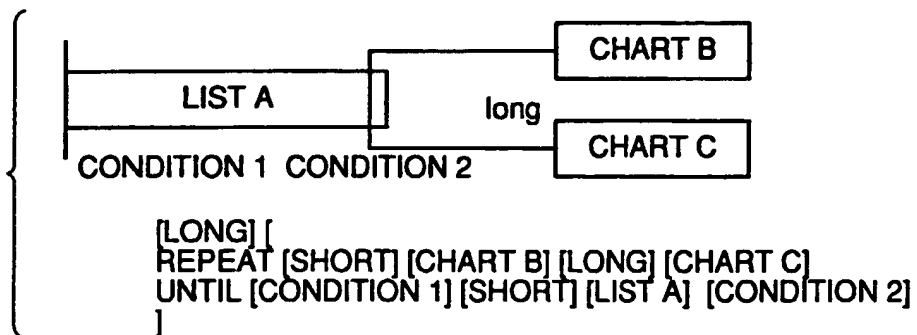 CHART B
LIST A
long
CHART C
CONDITION 1 CONDITION 2
[LONG] [
REPEAT [SHORT] [CHART B] [LONG] [CHART C]
UNTIL [CONDITION 1] [SHORT] [LIST A] [CONDITION 2]
]